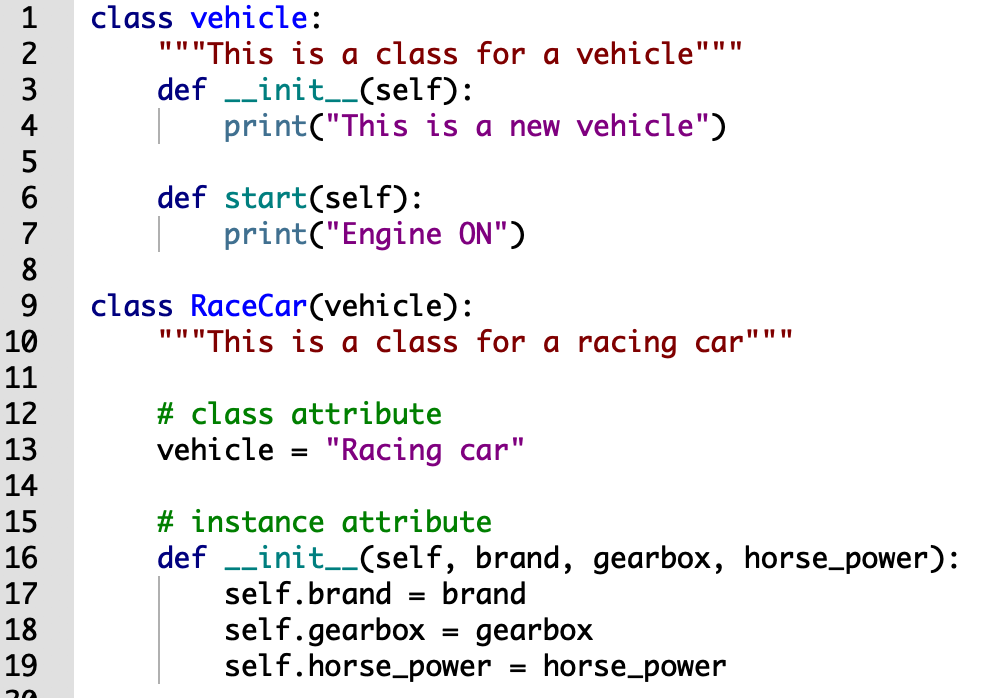 1 class vehicle:
2     """This is a class for a vehicle"""
3     def __init__(self):
4         print("This is a new vehicle")
5
6     def start(self):
7         print("Engine ON")
8
9 class RaceCar(vehicle):
10     """This is a class for a racing car"""
11
12     # class attribute
13     vehicle = "Racing car"
14
15     # instance attribute
16     def __init__(self, brand, gearbox, horse_power):
17         self.brand = brand
18         self.gearbox = gearbox
19         self.horse_power = horse_power